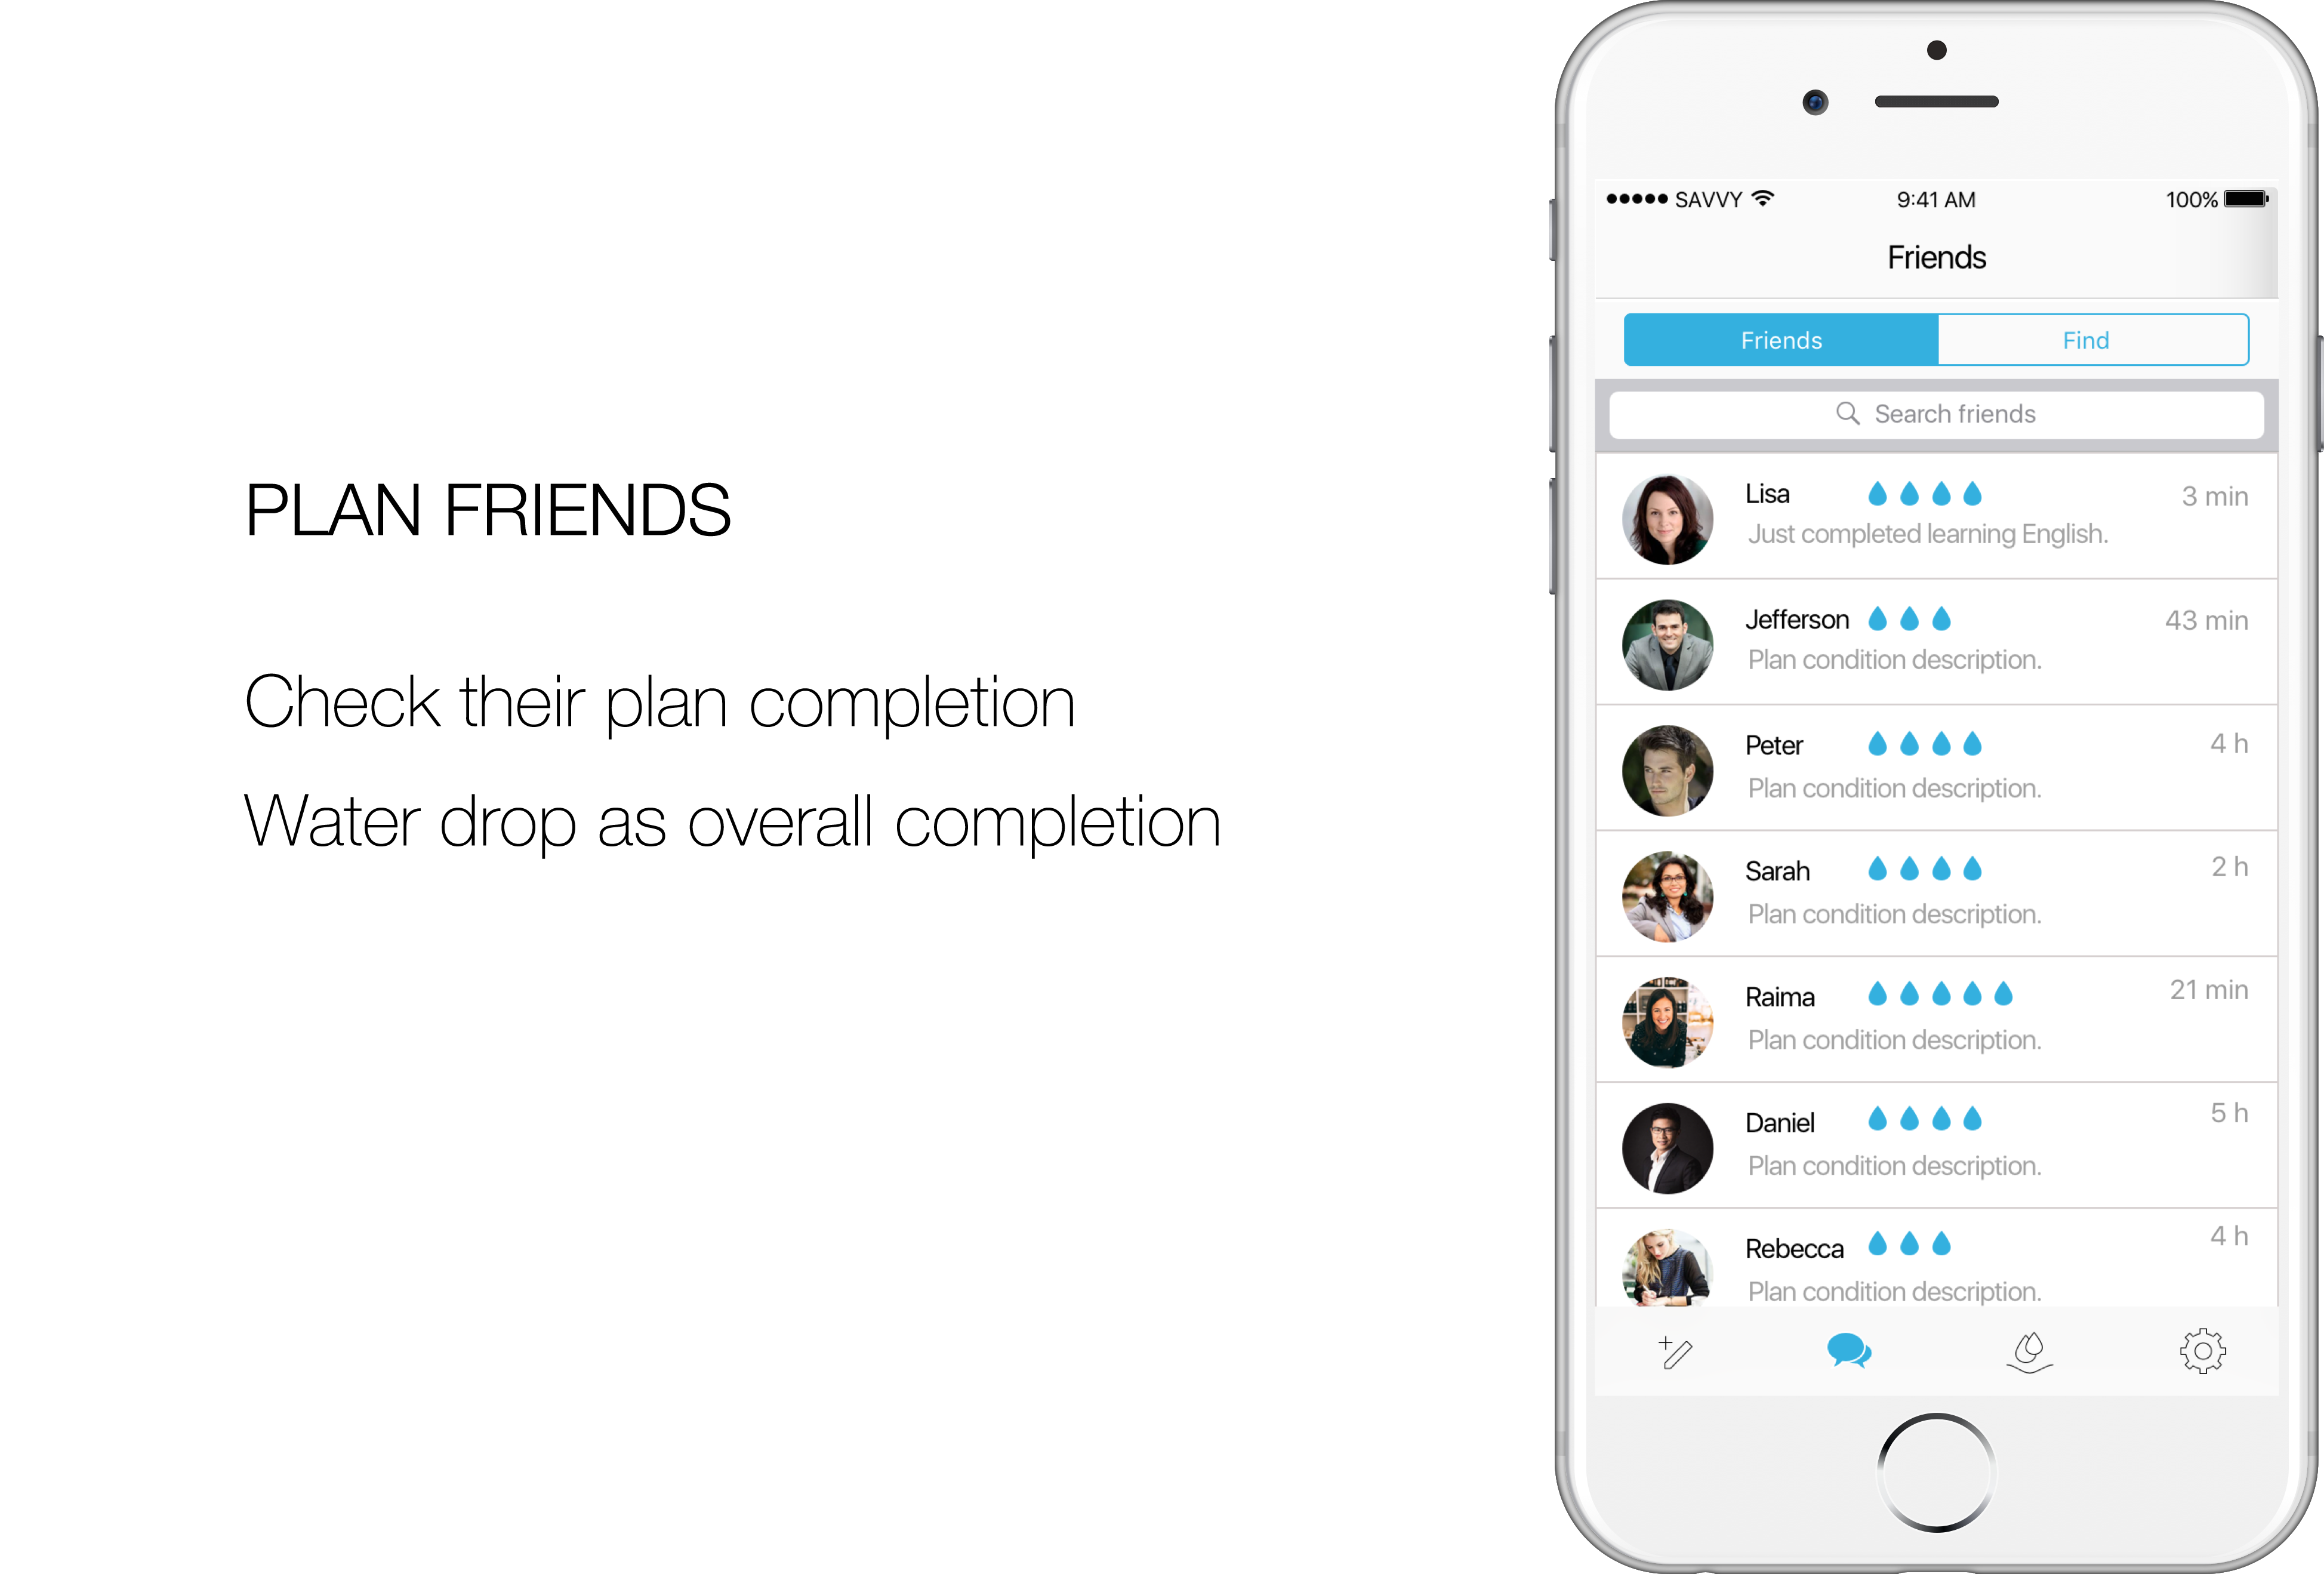 PLAN FRIENDS
Check their plan completion
Water drop as overall completion
SAVVY 9:41 AM 100%
Friends
Friends Find
Search friends
Lisa 3 min
Just completed learning English.
Jefferson 43 min
Plan condition description.
Peter 4 h
Plan condition description.
Sarah 2 h
Plan condition description.
Raima 21 min
Plan condition description.
Daniel 5 h
Plan condition description.
Rebecca 4 h
Plan condition description.